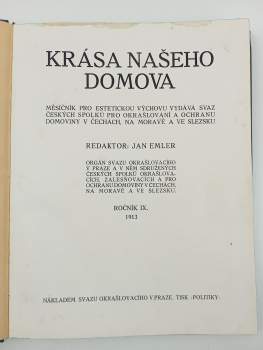 KRÁSA NAŠEHO
DOMOVA
MĚSÍČNÍK PRO ESTETICKOU VÝCHOVU VYDÁVÁ SVAZ
ČESKÝCH SPOLKŮ PRO OKRAŠLOVÁNÍ A OCHRANU
DOMOVINY V ČECHÁCH, NA MORAVĚ A VE SLEZSKU
REDAKTOR: JAN EMLER
ORGÁN SVAZU OKRAŠLOVACÍHO
V PRAZE A V NĚM SDRUŽENÝCH
ČESKÝCH SPOLKŮ OKRAŠLOVA-
CÍCH, ZALESŇOVACÍCH A PRO
OCHRANU DOMOVINY V ČECHÁCH,
NA MORAVĚ A VE SLEZSKU.
ROČNÍK IX.
1913
NÁKLADEM SVAZU OKRAŠLOVACÍHO V PRAZE. TISK „POLITIKY“.